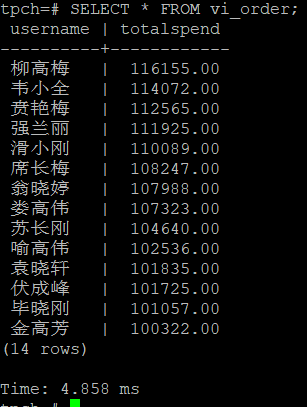 tpch=# SELECT * FROM vi_order;
 username | totalspend
----------+------------
 柳高梅   |  116155.00
 韦小全   |  114072.00
 贲艳梅   |  112565.00
 强兰丽   |  111925.00
 滑小刚   |  110089.00
 席长梅   |  108247.00
 翁晓婷   |  107988.00
 娄高伟   |  107323.00
 苏长刚   |  104640.00
 喻高伟   |  102536.00
 袁晓轩   |  101835.00
 伏成峰   |  101725.00
 毕晓刚   |  101057.00
 金高芳   |  100322.00
(14 rows)
Time: 4.858 ms